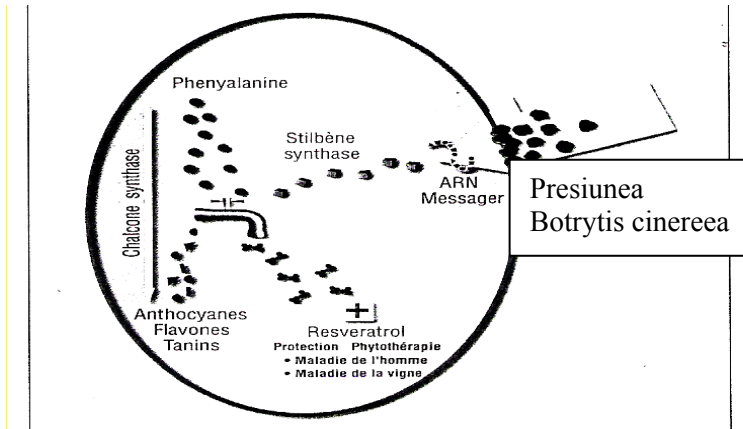 Phenyalanine
Stilbène
synthase
Chalcone synthase
ARN
Messager
Presiunea
Botrytis cinereea
Anthocyanes
Flavones
Tanins
Resveratrol
Protection Phytothérapie
• Maladie de l'homme
• Maladie de la vigne